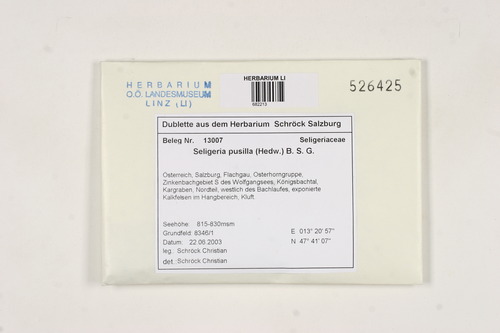 HERBARIUM
O.Ö. LANDESMUSEUM
LINZ (LI)
HERBARIUM LI
682213
526425
Dublette aus dem Herbarium Schröck Salzburg
Beleg Nr. 13007 Seligeriaceae
Seligeria pusilla (Hedw.) B. S. G.
Österreich, Salzburg, Flachgau, Osterhorngruppe,
Zinkenbachgebiet S des Wolfgangsees, Königsbachtal,
Kargraben, Nordteil, westlich des Bachlaufes, exponierte
Kalkfelsen im Hangbereich, Kluft.
Seehöhe: 815-830msm
Grundfeld: 8346/1 E 013° 20' 57"
Datum: 22.06.2003 N 47° 41' 07"
leg.: Schröck Christian
det.: Schröck Christian